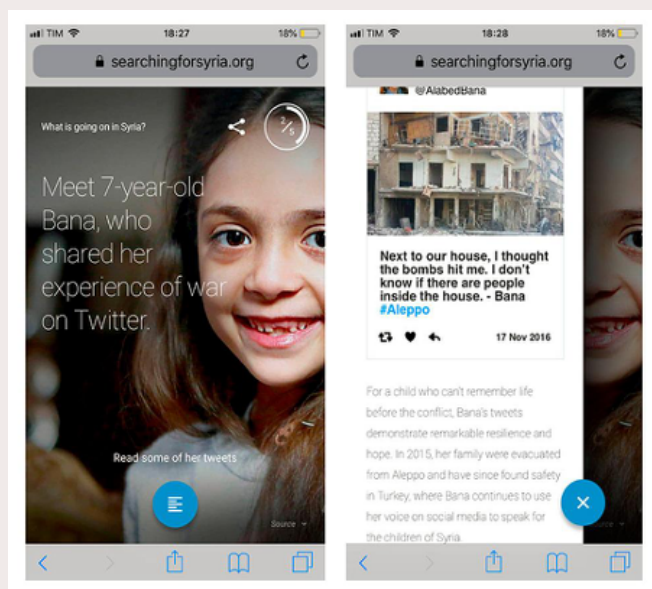 TIM 18:27 18%
searchingforsyria.org
What is going on in Syria?
2/5
Meet 7-year-old
Bana, who
shared her
experience of war
on Twitter.
Read some of her tweets
Source
TIM 18:28 18%
searchingforsyria.org
@AlabedBana
Next to our house, I thought
the bombs hit me. I don't
know if there are people
inside the house. - Bana
#Aleppo
17 Nov 2016
For a child who can't remember life
before the conflict, Bana's tweets
demonstrate remarkable resilience and
hope. In 2015, her family were evacuated
from Aleppo and have since found safety
in Turkey, where Bana continues to use
her voice on social media to speak for
the children of Syria
Source